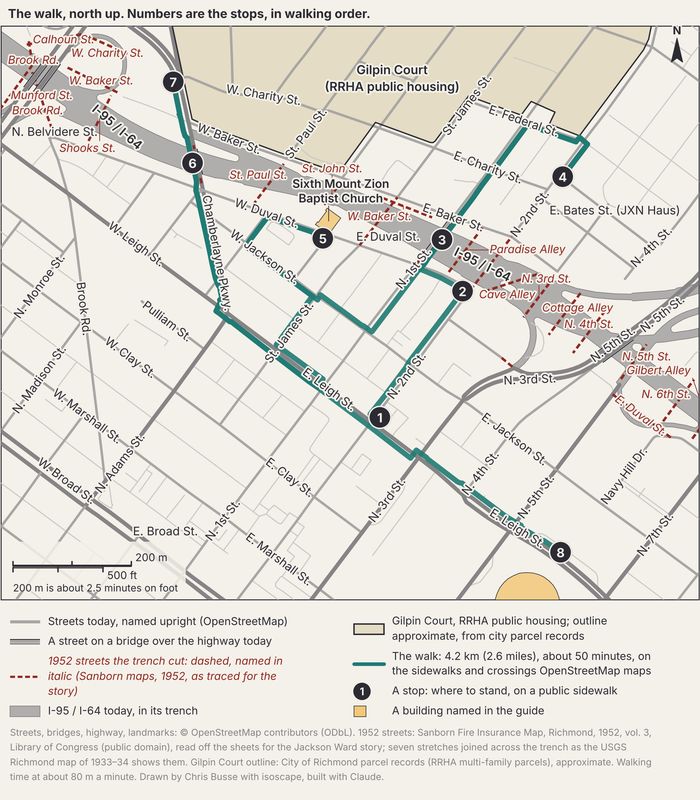 The walk, north up. Numbers are the stops, in walking order.
N
Calhoun St.
W. Charity St.
Brook Rd.
W. Baker St.
Munford St.
Brook Rd.
I-95 / I-64
N. Belvidere St.
Shooks St.
7
Gilpin Court
(RRHA public housing)
W. Charity St.
St. James St.
St. Paul St.
W. Baker St.
E. Federal St.
6
St. Paul St.
St. John St.
E. Charity St.
4
Sixth Mount Zion
Baptist Church
W. Duval St.
W. Baker St.
E. Baker St.
N. 2nd St.
E. Bates St. (JXN Haus)
Chamberlayne Pkwy.
5
E. Duval St.
3
Paradise Alley
N. 4th St.
W. Leigh St.
W. Jackson St.
N. 1st St.
I-95 / I-64
N. 3rd St.
Cave Alley
2
Cottage Alley
N. 4th St.
N. 5th St.
N. 5th St.
N. Monroe St.
Brook Rd.
Pulliam St.
St. James St.
N. 5th St.
Gilbert Alley
W. Clay St.
E. Leigh St.
N. 2nd St.
N. 3rd St.
N. 6th St.
N. Madison St.
W. Marshall St.
1
E. Duval St.
E. Jackson St.
N. Adams St.
W. Broad St.
E. Clay St.
N. 3rd St.
N. 4th St.
N. 5th St.
Navy Hill Dr.
E. Broad St.
N. 1st St.
E. Marshall St.
E. Leigh St.
8
N. 7th St.
200 m
500 ft
200 m is about 2.5 minutes on foot
Streets today, named upright (OpenStreetMap)
A street on a bridge over the highway today
1952 streets the trench cut: dashed, named in
italic (Sanborn maps, 1952, as traced for the
story)
I-95 / I-64 today, in its trench
Gilpin Court, RRHA public housing; outline
approximate, from city parcel records
The walk: 4.2 km (2.6 miles), about 50 minutes, on
the sidewalks and crossings OpenStreetMap maps
1
A stop: where to stand, on a public sidewalk
A building named in the guide
Streets, bridges, highway, landmarks: © OpenStreetMap contributors (ODbL). 1952 streets: Sanborn Fire Insurance Map, Richmond, 1952, vol. 3,
Library of Congress (public domain), read off the sheets for the Jackson Ward story; seven stretches joined across the trench as the USGS
Richmond map of 1933–34 shows them. Gilpin Court outline: City of Richmond parcel records (RRHA multi-family parcels), approximate. Walking
time at about 80 m a minute. Drawn by Chris Busse with isoscape, built with Claude.